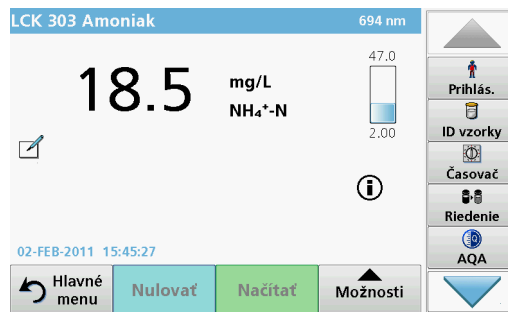 LCK 303 Amoniak 694 nm
47.0
18.5 mg/L
NH₄⁺-N
2.00
02-FEB-2011 15:45:27
Hlavné menu
Nulovať
Načítať
Možnosti
Prihlás.
ID vzorky
Časovač
Riedenie
AQA